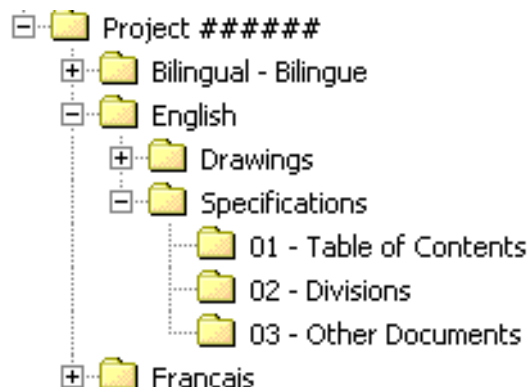 Project ######
Bilingual - Bilingue
English
Drawings
Specifications
01 - Table of Contents
02 - Divisions
03 - Other Documents
Francais